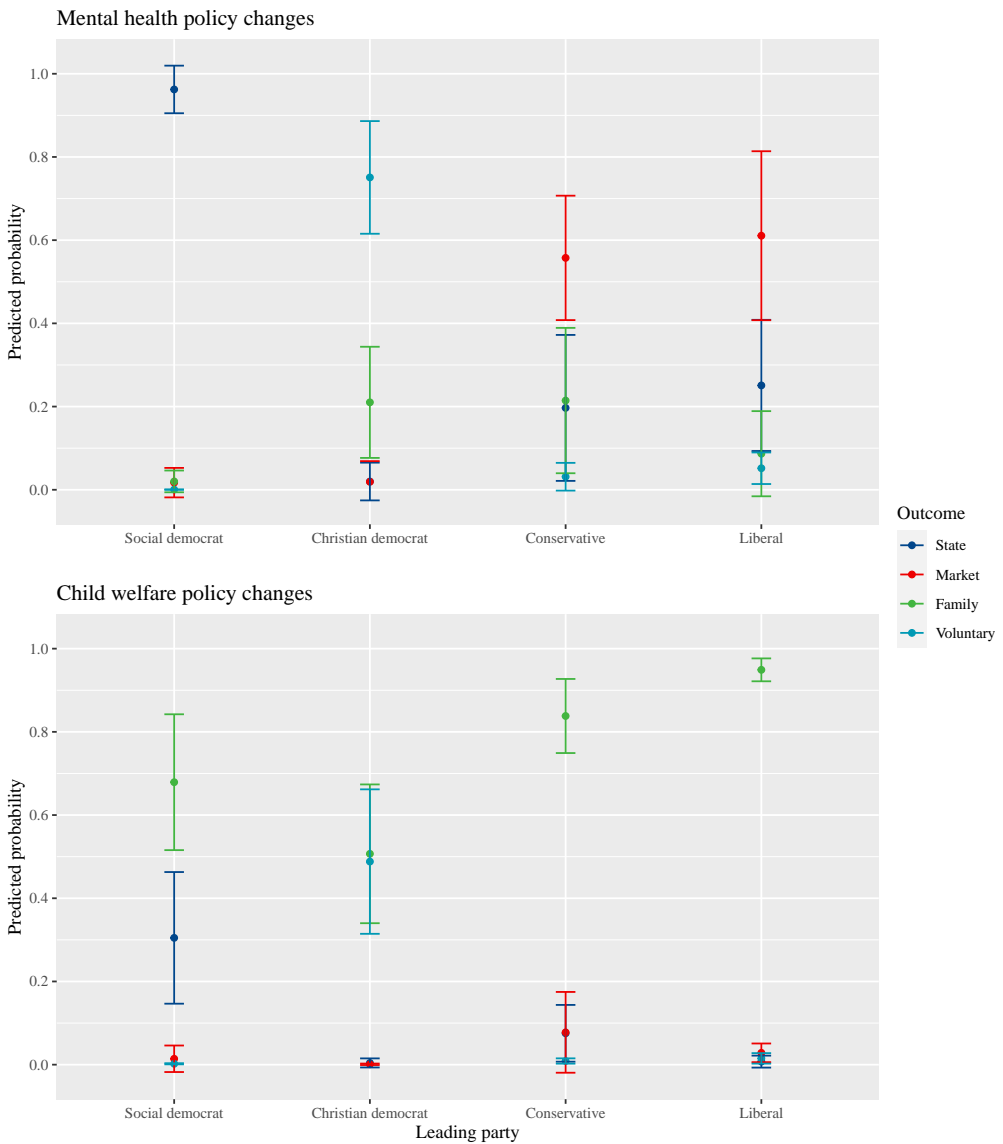 Mental health policy changes
Predicted probability
1.0
0.8
0.6
0.4
0.2
0.0
Social democrat Christian democrat Conservative Liberal
Outcome
State
Market
Family
Voluntary
Child welfare policy changes
Predicted probability
1.0
0.8
0.6
0.4
0.2
0.0
Social democrat Christian democrat Conservative Liberal
Leading party